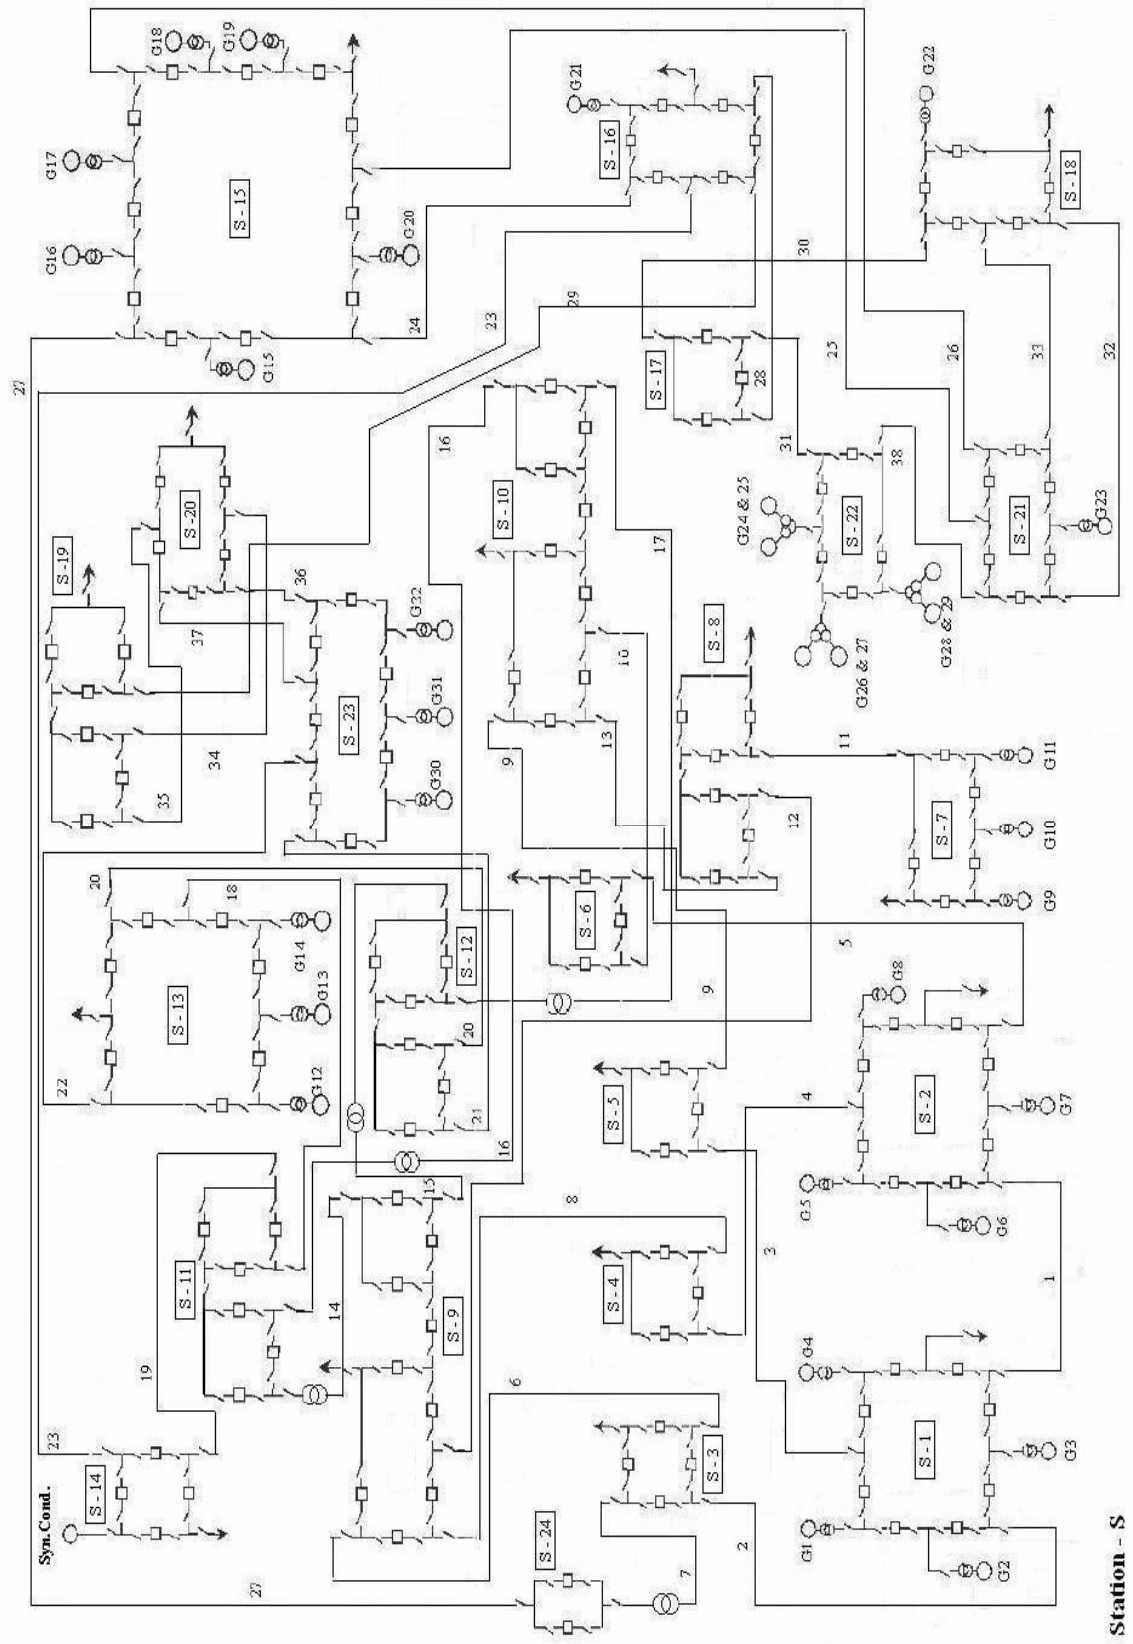 G18
G19
G17
G16
S - 15
G20
G15
27
24
23
G21
S - 16
G22
S - 18
30
29
25
26
33
32
S - 17
28
31
38
16
S - 10
17
10
13
9
S -20
S - 19
36
37
34
35
S - 23
G32
G31
G30
G24 & 25
S - 22
G26 & 27
G28 & 29
S - 21
G23
S - 8
11
12
S - 7
G11
G10
G9
S - 6
5
9
20
18
S - 13
G14
G13
G12
22
S - 12
20
21
16
S - 5
4
G8
S - 2
G7
G5
G6
8
3
1
S - 4
15
14
S - 11
S - 9
19
6
S - 3
G4
S - 1
G3
G1
G2
2
7
S - 24
23
S - 14
Syn.Cond.
27
Station - S